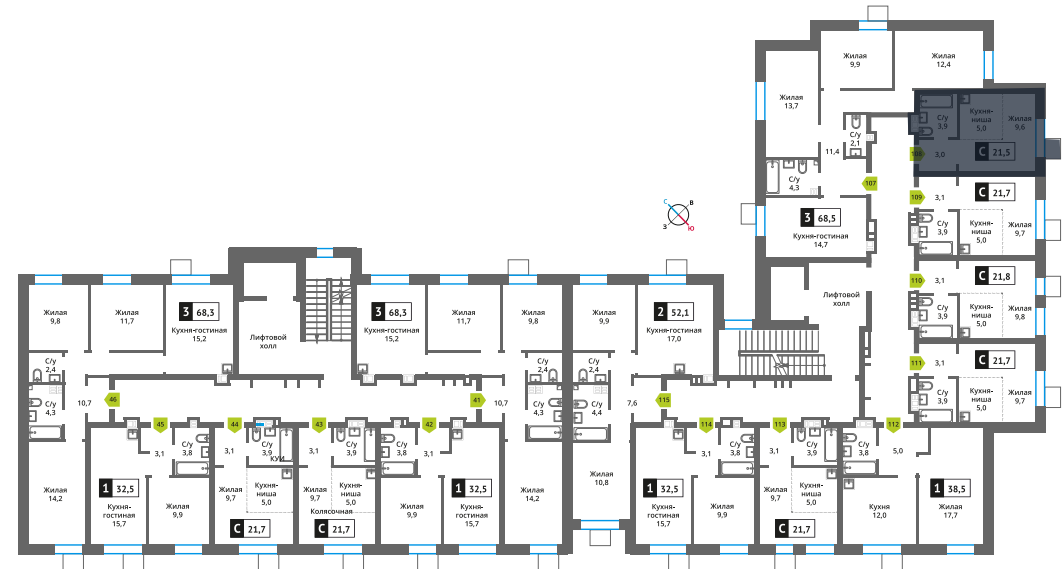 Жилая
9,9
Жилая
12,4
Жилая
13,7
С/у
3,9
Кухня-
ниша
5,0
Жилая
9,6
С/у
2,1
11,4
108
3,0
С 21,5
С/у
4,3
107
109
3,1
С 21,7
С
В
З
Ю
3 68,5
Кухня-гостиная
14,7
С/у
3,9
Кухня-
ниша
5,0
Жилая
9,7
110
3,1
С 21,8
Лифтовой
холл
С/у
3,9
Кухня-
ниша
5,0
Жилая
9,8
111
3,1
С 21,7
С/у
3,9
Кухня-
ниша
5,0
Жилая
9,7
Жилая
9,8
Жилая
11,7
3 68,3
Кухня-гостиная
15,2
Лифтовой
холл
3 68,3
Кухня-гостиная
15,2
Жилая
11,7
Жилая
9,8
Жилая
9,9
2 52,1
Кухня-гостиная
17,0
С/у
2,4
С/у
2,4
С/у
2,4
С/у
4,3
10,7
46
41
10,7
С/у
4,3
С/у
4,4
7,6
115
45
44
43
42
114
113
112
3,1
С/у
3,8
3,1
С/у
3,9
КУИ
3,1
С/у
3,9
С/у
3,8
3,1
3,1
С/у
3,8
3,1
С/у
3,9
С/у
3,8
5,0
Жилая
14,2
1 32,5
Кухня-
гостиная
15,7
Жилая
9,9
Жилая
9,7
Кухня-
ниша
5,0
С 21,7
Жилая
9,7
Кухня-
ниша
5,0
Колясочная
С 21,7
Жилая
9,9
1 32,5
Кухня-
гостиная
15,7
Жилая
14,2
Жилая
10,8
1 32,5
Кухня-
гостиная
15,7
Жилая
9,9
Жилая
9,7
Кухня-
ниша
5,0
С 21,7
Кухня
12,0
1 38,5
Жилая
17,7